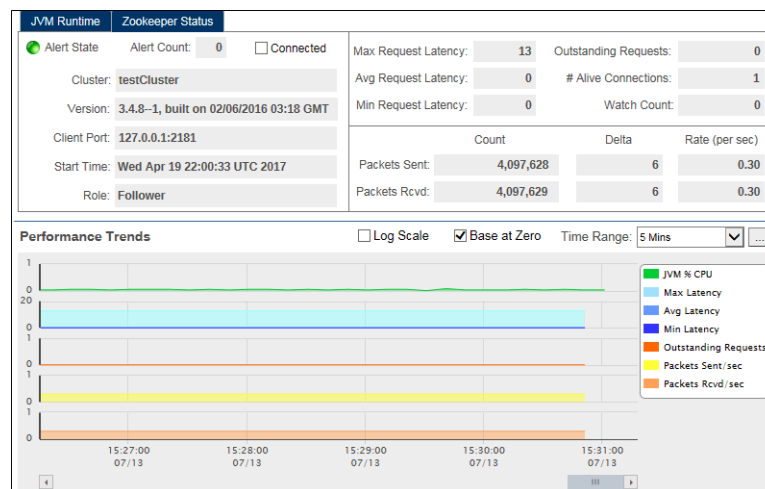 JVM Runtime Zookeeper Status
Alert State Alert Count: 0 Connected
Cluster: testCluster
Version: 3.4.8--1, built on 02/06/2016 03:18 GMT
Client Port: 127.0.0.1:2181
Start Time: Wed Apr 19 22:00:33 UTC 2017
Role: Follower
Max Request Latency: 13 Outstanding Requests: 0
Avg Request Latency: 0 # Alive Connections: 1
Min Request Latency: 0 Watch Count: 0
Count Delta Rate (per sec)
Packets Sent: 4,097,628 6 0.30
Packets Rcvd: 4,097,629 6 0.30
Performance Trends Log Scale Base at Zero Time Range: 5 Mins ...
1
0
20
0
1
0
1
0
1
0
15:27:00 15:28:00 15:29:00 15:30:00 15:31:00
07/13 07/13 07/13 07/13 07/13
JVM % CPU
Max Latency
Avg Latency
Min Latency
Outstanding Requests
Packets Sent/sec
Packets Rcvd/sec